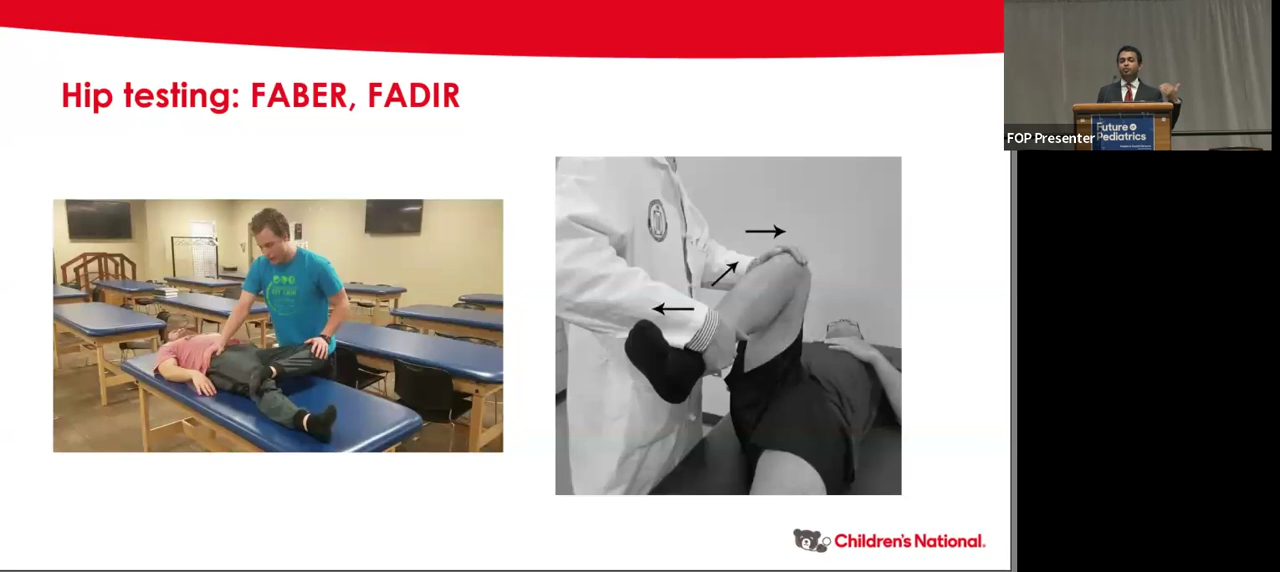 Hip testing: FABER, FADIR
FOP Presenter
Future of
Pediatrics
Children's National.